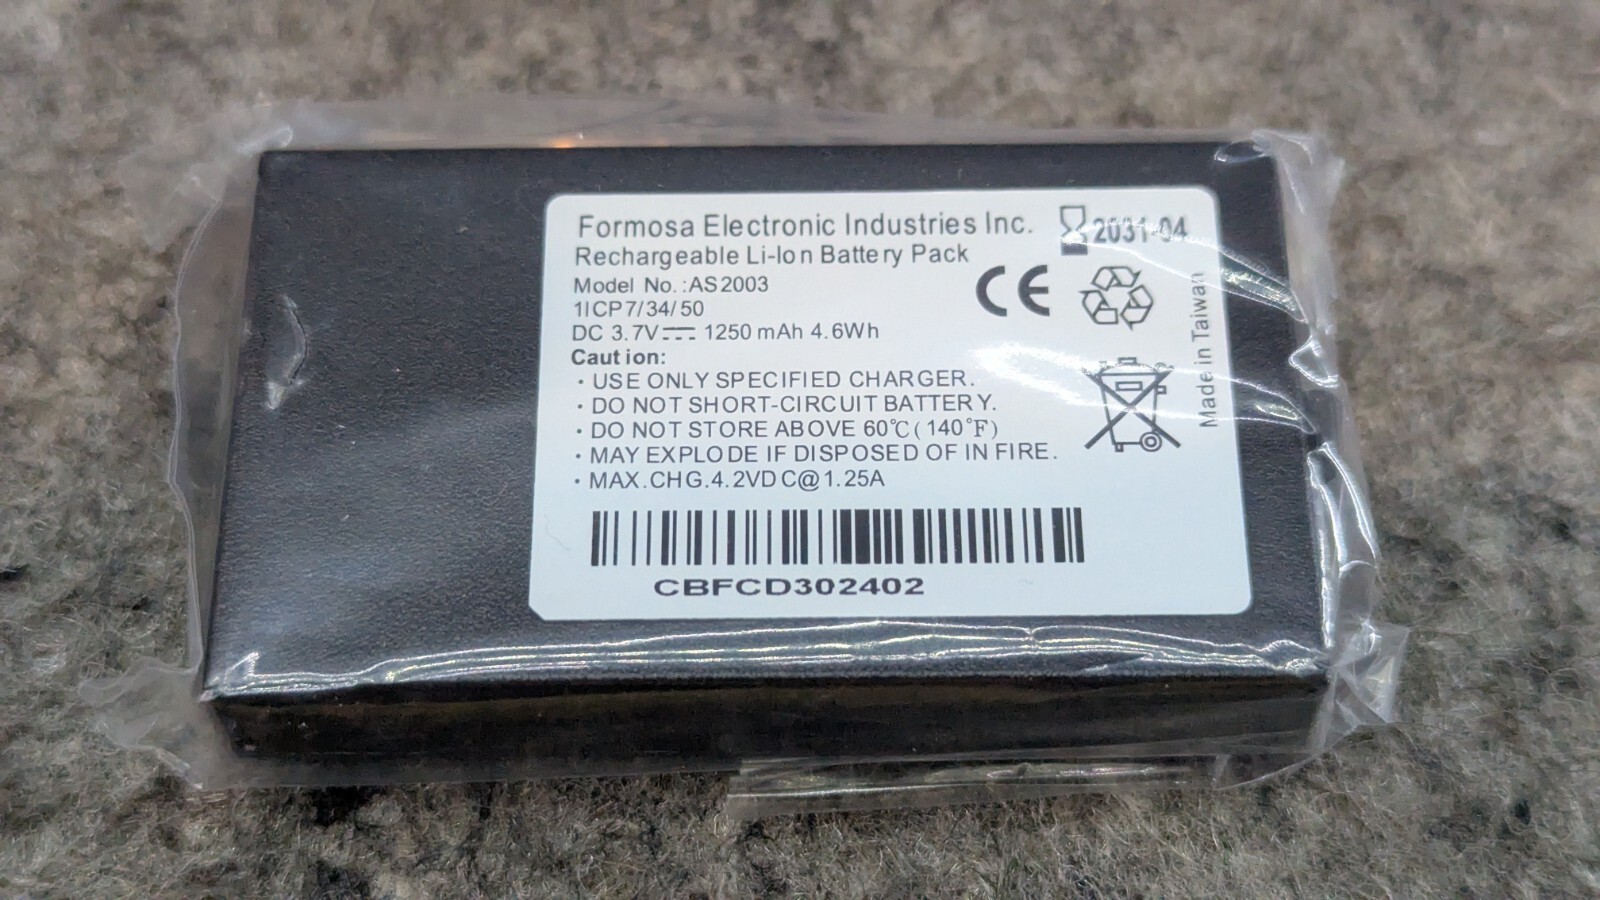 Formosa Electronic Industries Inc.
2031-04
Rechargeable Li-Ion Battery Pack
Model No.:AS2003
1ICP7/34/50
DC 3.7V⎓ 1250 mAh 4.6Wh
CE
Made in Taiwan
Caution:
· USE ONLY SPECIFIED CHARGER.
· DO NOT SHORT-CIRCUIT BATTERY.
· DO NOT STORE ABOVE 60℃(140°F)
· MAY EXPLODE IF DISPOSED OF IN FIRE.
· MAX.CHG.4.2VDC@1.25A
CBFCD302402